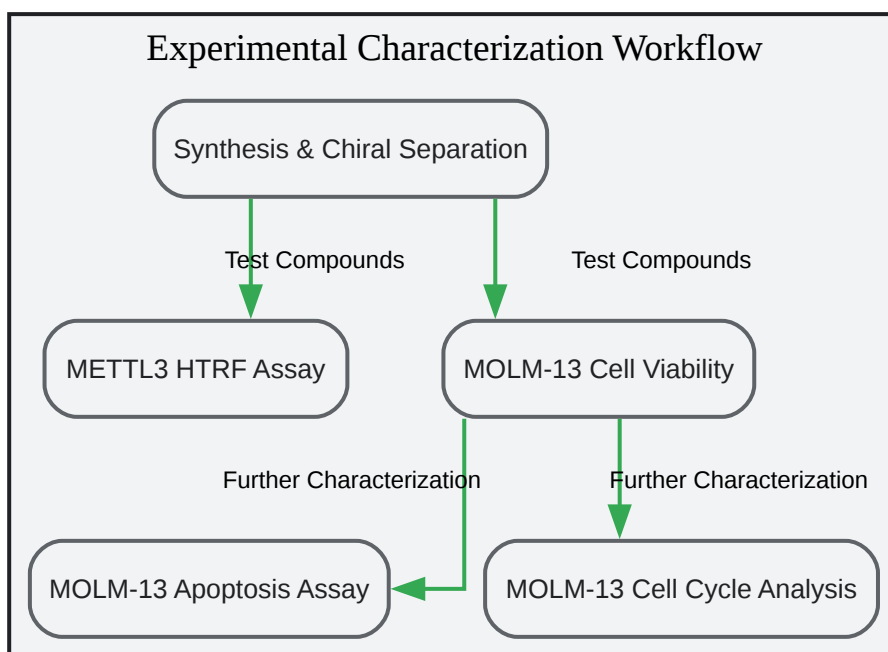 Experimental Characterization Workflow
Synthesis & Chiral Separation
Test Compounds
Test Compounds
METTL3 HTRF Assay
MOLM-13 Cell Viability
Further Characterization
Further Characterization
MOLM-13 Apoptosis Assay
MOLM-13 Cell Cycle Analysis